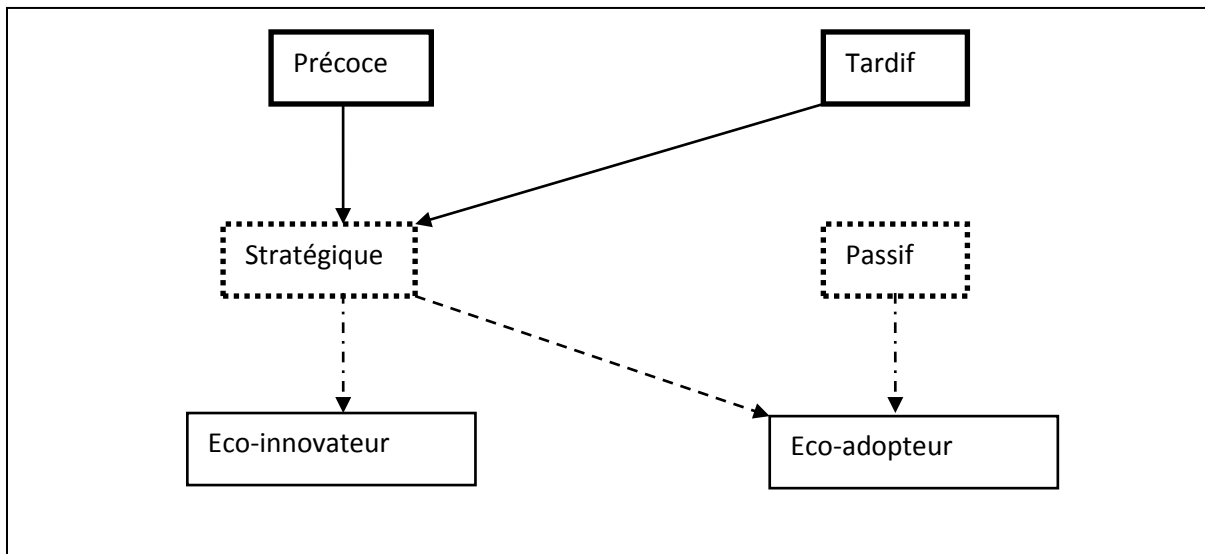 Précoce
Tardif
Stratégique
Passif
Eco-innovateur
Eco-adopteur